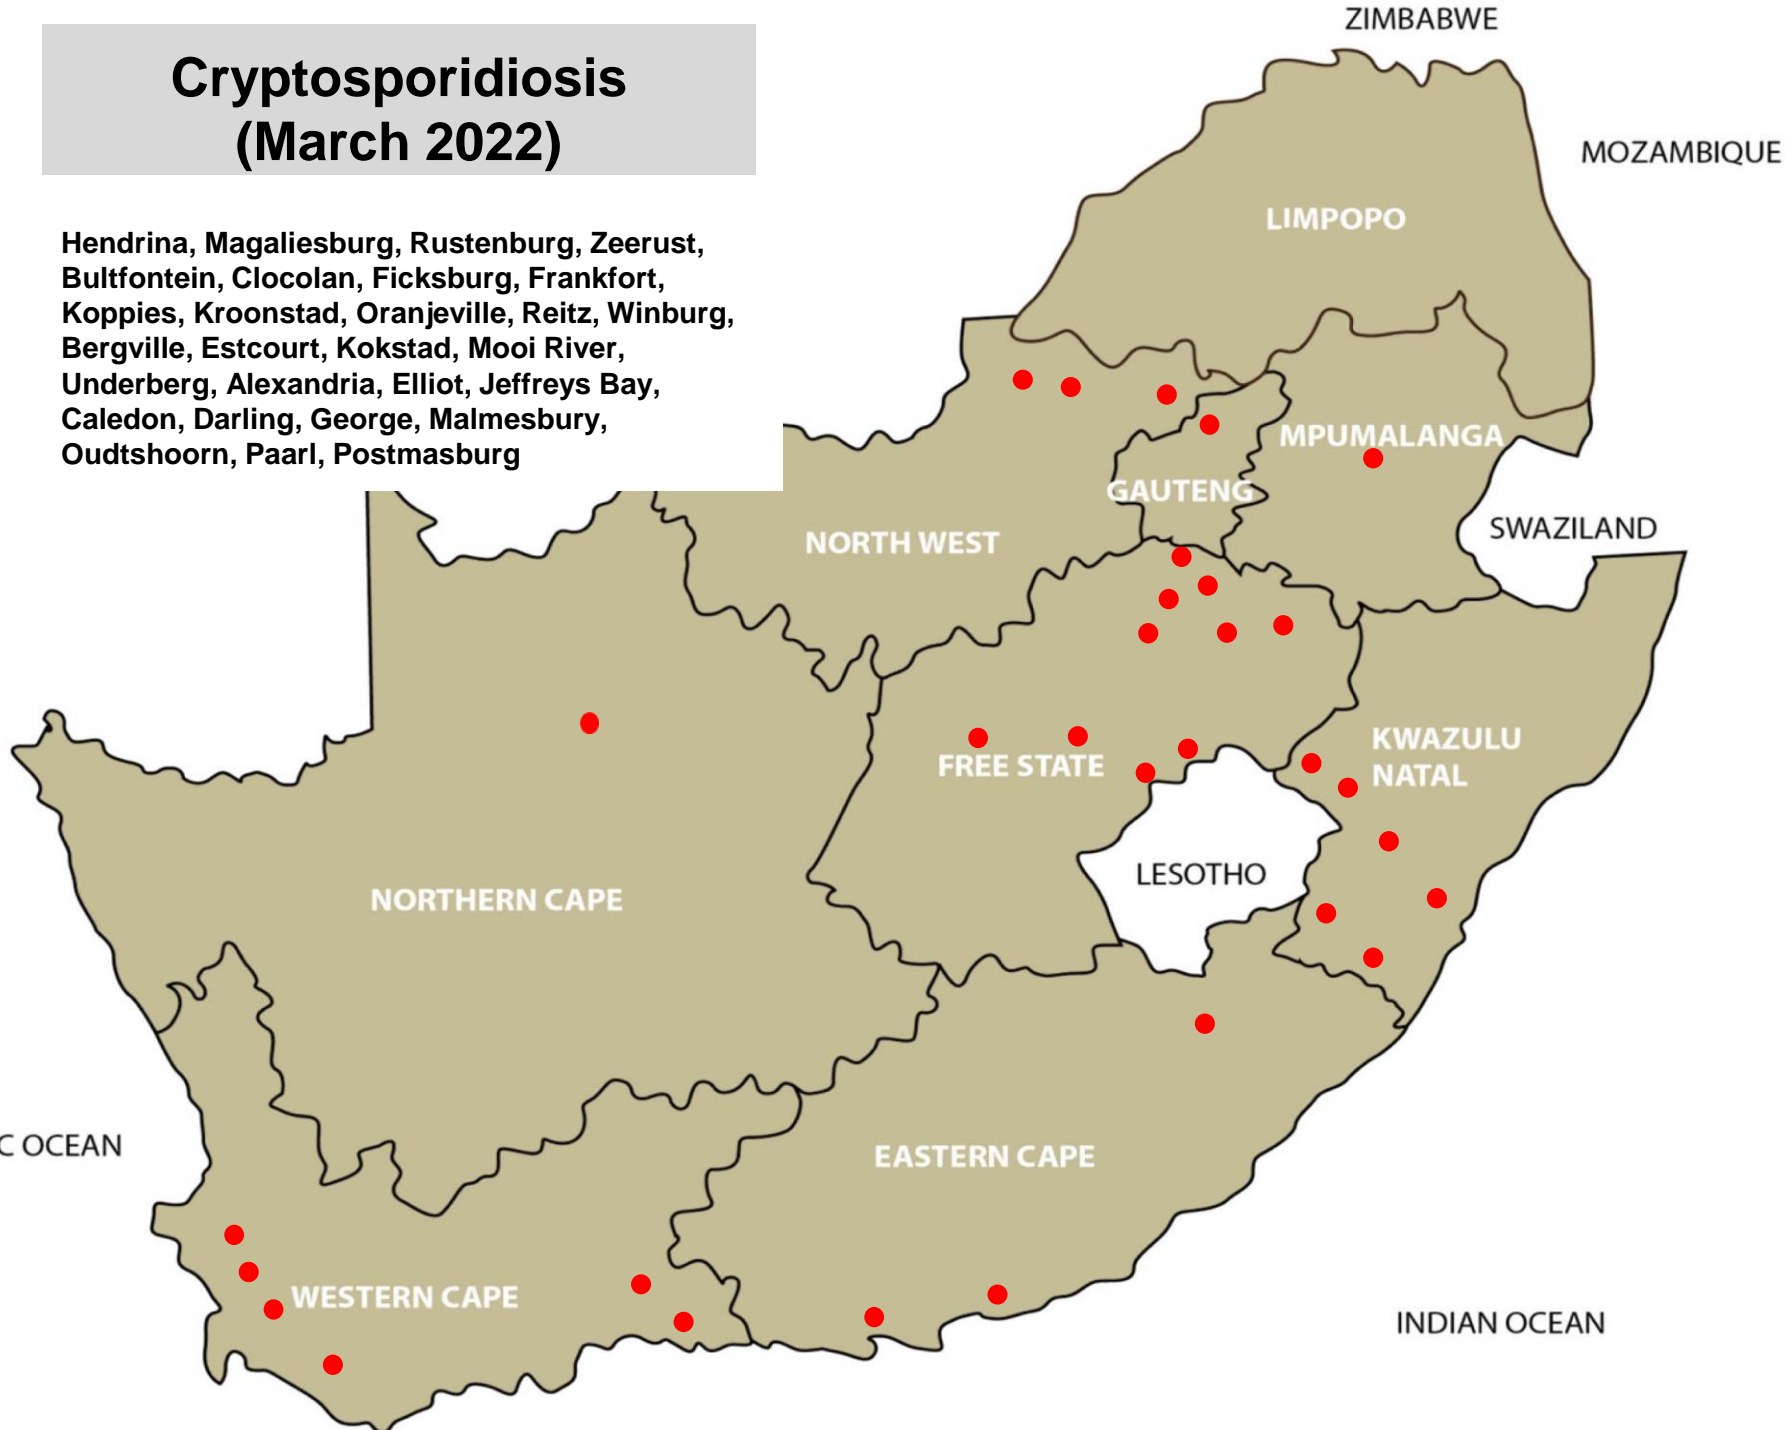 Cryptosporidiosis
(March 2022)
Hendrina, Magaliesburg, Rustenburg, Zeerust,
Bultfontein, Clocolan, Ficksburg, Frankfort,
Koppies, Kroonstad, Oranjeville, Reitz, Winburg,
Bergville, Estcourt, Kokstad, Mooi River,
Underberg, Alexandria, Elliot, Jeffreys Bay,
Caledon, Darling, George, Malmesbury,
Oudtshoorn, Paarl, Postmasburg
ZIMBABWE
MOZAMBIQUE
LIMPOPO
MPUMALANGA
GAUTENG
SWAZILAND
NORTH WEST
KWAZULU
NATAL
FREE STATE
LESOTHO
NORTHERN CAPE
C OCEAN
EASTERN CAPE
WESTERN CAPE
INDIAN OCEAN